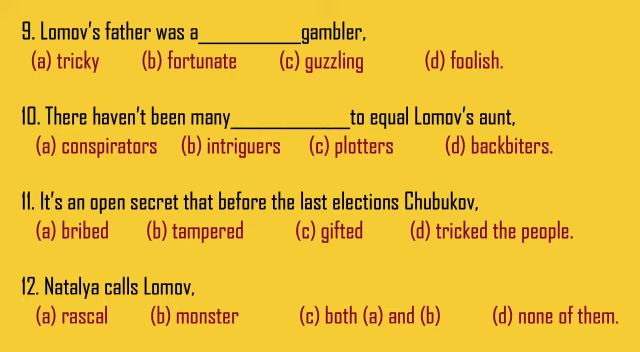 9. Lomov's father was a____________gambler,
(a) tricky (b) fortunate (c) guzzling (d) foolish.
10. There haven't been many______________to equal Lomov's aunt,
(a) conspirators (b) intriguers (c) plotters (d) backbiters.
11. It's an open secret that before the last elections Chubukov,
(a) bribed (b) tampered (c) gifted (d) tricked the people.
12. Natalya calls Lomov,
(a) rascal (b) monster (c) both (a) and (b) (d) none of them.